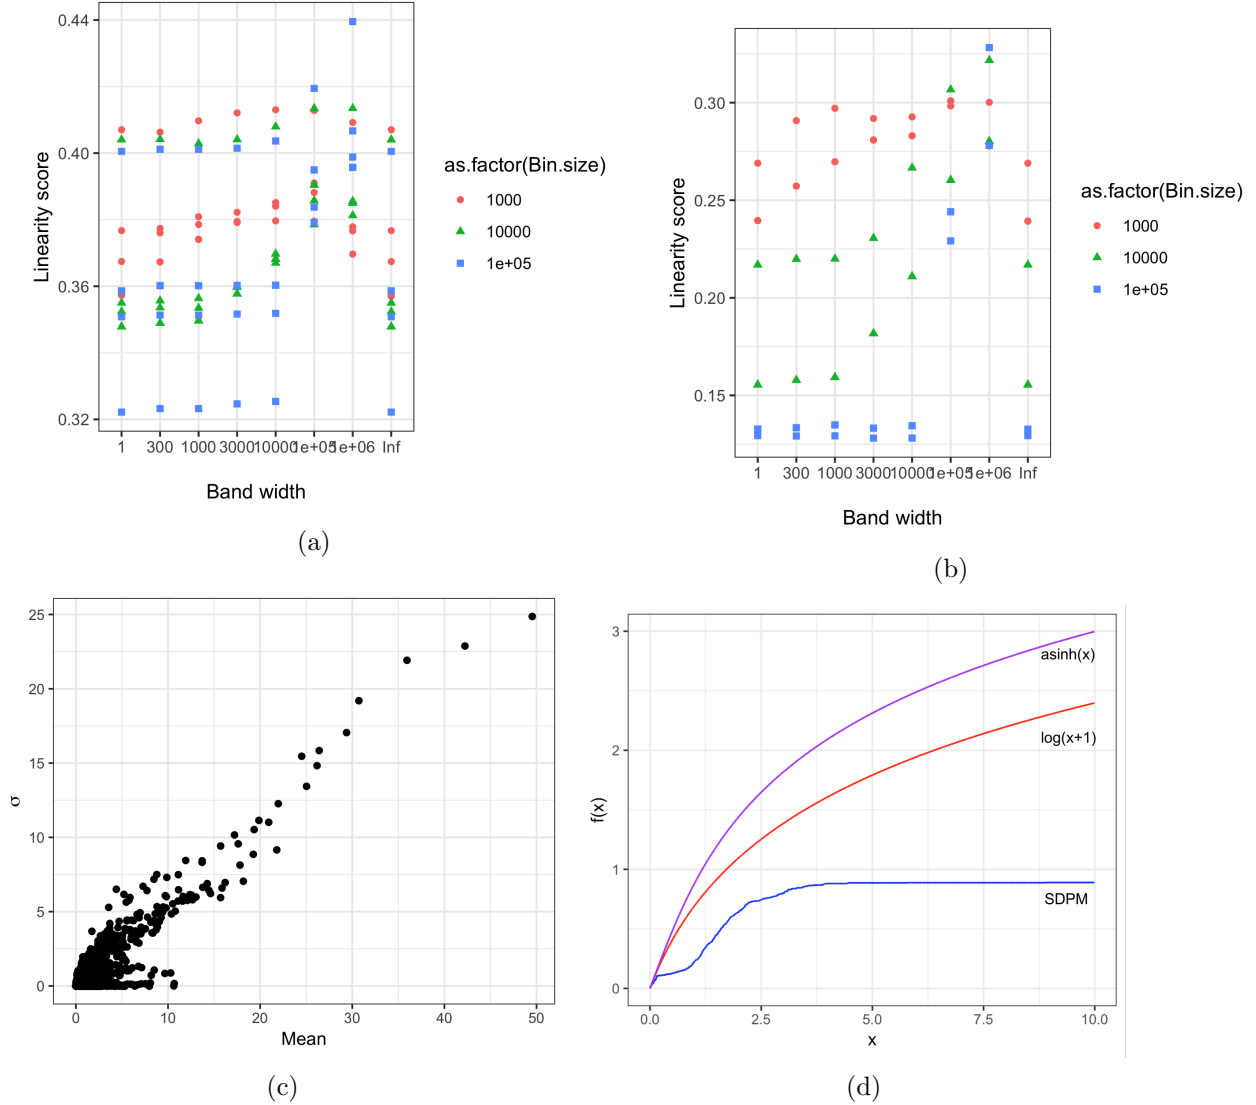 0.44
0.40
0.36
0.32
Linearity score
1 300 1000 3000 10000 1e+05 1e+06 Inf
Band width
as.factor(Bin.size)
1000
10000
1e+05
(a)
0.30
0.25
0.20
0.15
Linearity score
1 300 1000 3000 10000 1e+05 1e+06 Inf
Band width
as.factor(Bin.size)
1000
10000
1e+05
(b)
25
20
15
10
5
0
σ
0 10 20 30 40 50
Mean
(c)
3
2
1
0
f(x)
asinh(x)
log(x+1)
SDPM
0.0 2.5 5.0 7.5 10.0
x
(d)